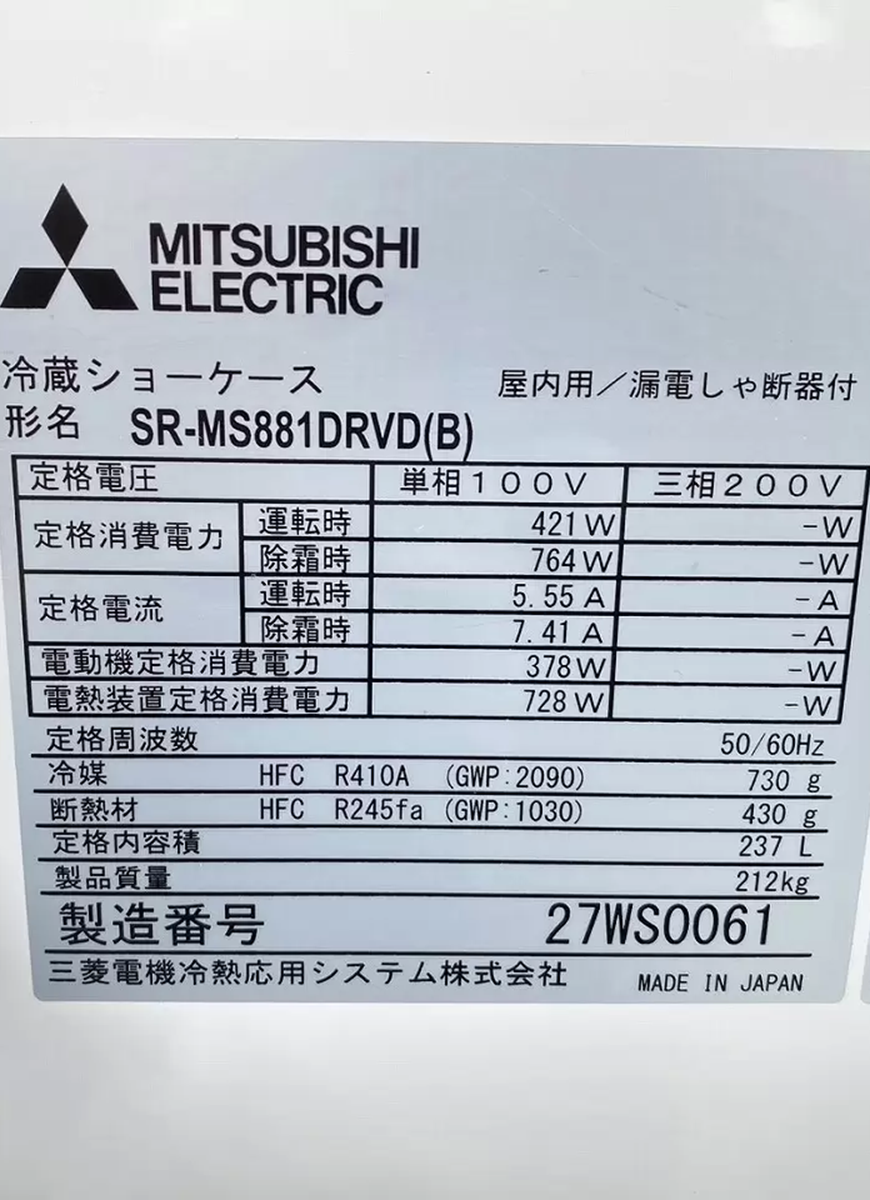 MITSUBISHI
ELECTRIC
冷蔵ショーケース 屋内用／漏電しゃ断器付
形名 SR-MS881DRVD(B)
定格電圧 単相１００Ｖ 三相２００Ｖ
定格消費電力 運転時 421 W －W
除霜時 764 W －W
定格電流 運転時 5.55 A －A
除霜時 7.41 A －A
電動機定格消費電力 378 W －W
電熱装置定格消費電力 728 W －W
定格周波数 50/60Hz
冷媒 HFC R410A (GWP:2090) 730 g
断熱材 HFC R245fa (GWP:1030) 430 g
定格内容積 237 L
製品質量 212kg
製造番号 27WS0061
三菱電機冷熱応用システム株式会社 MADE IN JAPAN